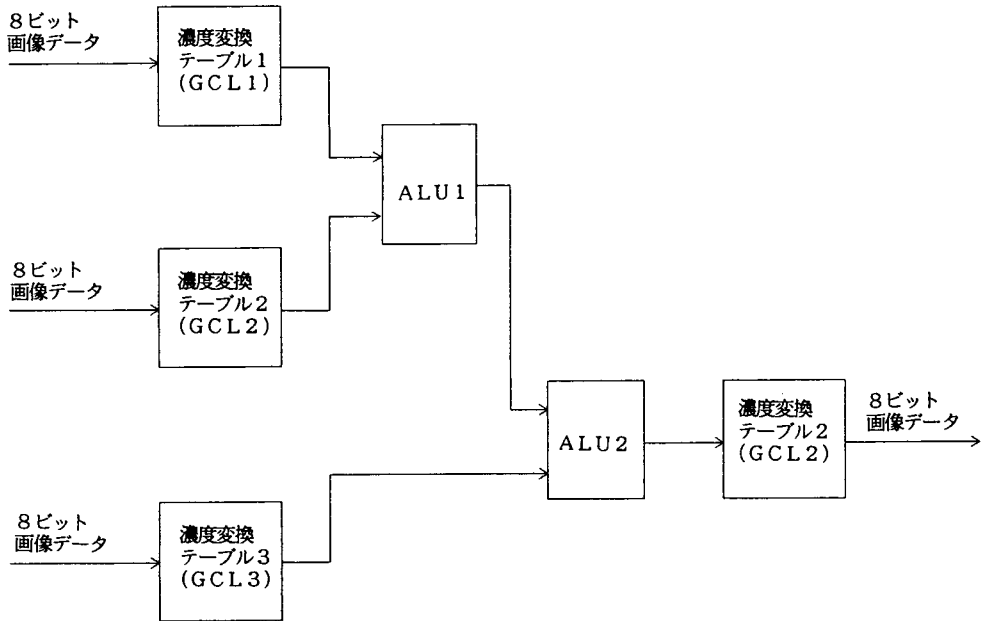 8ビット
画像データ
濃度変換
テーブル1
(GCL1)
ALU1
8ビット
画像データ
濃度変換
テーブル2
(GCL2)
ALU2
濃度変換
テーブル2
(GCL2)
8ビット
画像データ
8ビット
画像データ
濃度変換
テーブル3
(GCL3)